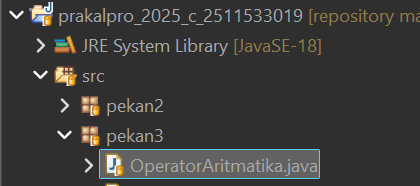 prakalpro_2025_c_2511533019 [repository ma
JRE System Library [JavaSE-18]
src
pekan2
pekan3
OperatorAritmatika.java